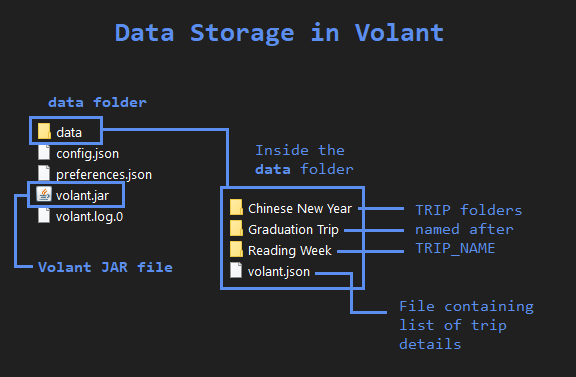 Data Storage in Volant
data folder
data
config.json
preferences.json
volant.jar
volant.log.0
Volant JAR file
Inside the
data folder
Chinese New Year
Graduation Trip
Reading Week
volant.json
TRIP folders
named after
TRIP_NAME
File containing
list of trip
details